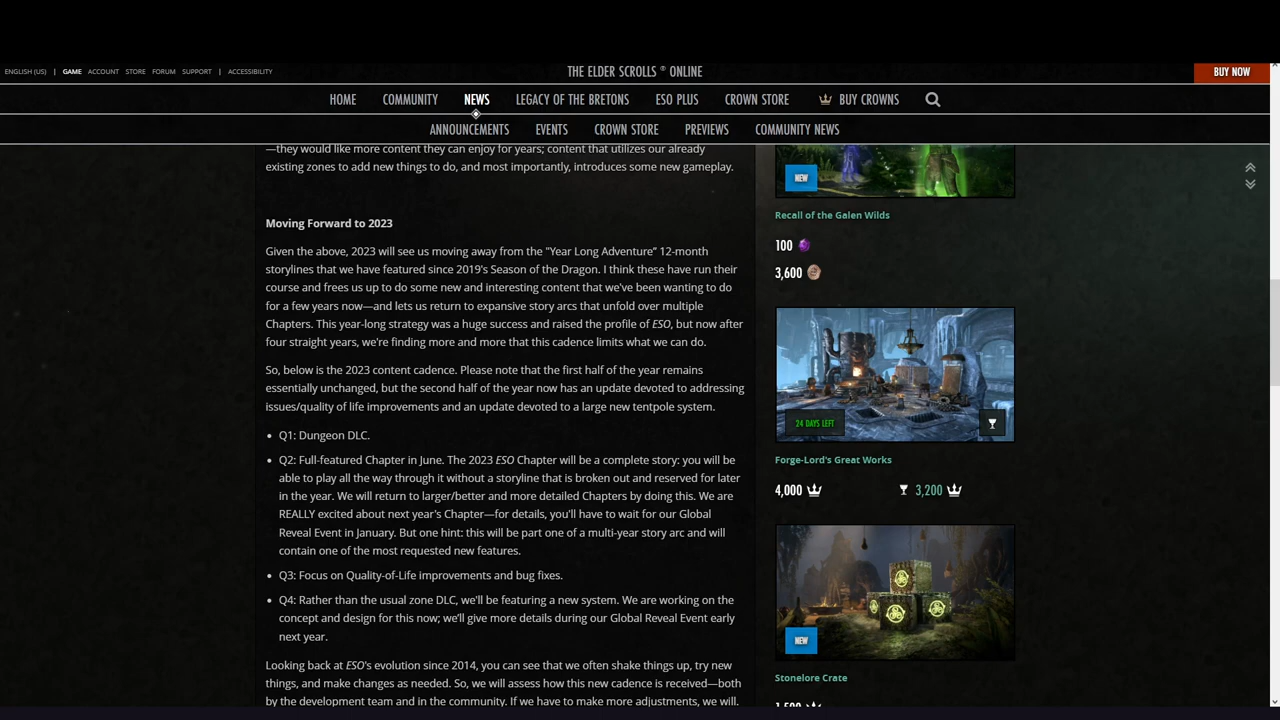 ENGLISH (US) | GAME ACCOUNT STORE FORUM SUPPORT | ACCESSIBILITY
THE ELDER SCROLLS ® ONLINE
BUY NOW
HOME COMMUNITY NEWS LEGACY OF THE BRETONS ESO PLUS CROWN STORE BUY CROWNS
ANNOUNCEMENTS EVENTS CROWN STORE PREVIEWS COMMUNITY NEWS
—they would like more content they can enjoy for years; content that utilizes our already
existing zones to add new things to do, and most importantly, introduces some new gameplay.
Moving Forward to 2023
Given the above, 2023 will see us moving away from the "Year Long Adventure” 12-month
storylines that we have featured since 2019's Season of the Dragon. I think these have run their
course and frees us up to do some new and interesting content that we've been wanting to do
for a few years now—and lets us return to expansive story arcs that unfold over multiple
Chapters. This year-long strategy was a huge success and raised the profile of ESO, but now after
four straight years, we're finding more and more that this cadence limits what we can do.
So, below is the 2023 content cadence. Please note that the first half of the year remains
essentially unchanged, but the second half of the year now has an update devoted to addressing
issues/quality of life improvements and an update devoted to a large new tentpole system.
• Q1: Dungeon DLC.
• Q2: Full-featured Chapter in June. The 2023 ESO Chapter will be a complete story: you will be
able to play all the way through it without a storyline that is broken out and reserved for later
in the year. We will return to larger/better and more detailed Chapters by doing this. We are
REALLY excited about next year's Chapter—for details, you'll have to wait for our Global
Reveal Event in January. But one hint: this will be part one of a multi-year story arc and will
contain one of the most requested new features.
• Q3: Focus on Quality-of-Life improvements and bug fixes.
• Q4: Rather than the usual zone DLC, we'll be featuring a new system. We are working on the
concept and design for this now; we'll give more details during our Global Reveal Event early
next year.
Looking back at ESO's evolution since 2014, you can see that we often shake things up, try new
things, and make changes as needed. So, we will assess how this new cadence is received—both
by the development team and in the community. If we have to make more adjustments, we will.
NEW
Recall of the Galen Wilds
100
3,600
24 DAYS LEFT
Forge-Lord's Great Works
4,000 3,200
NEW
Stonelore Crate